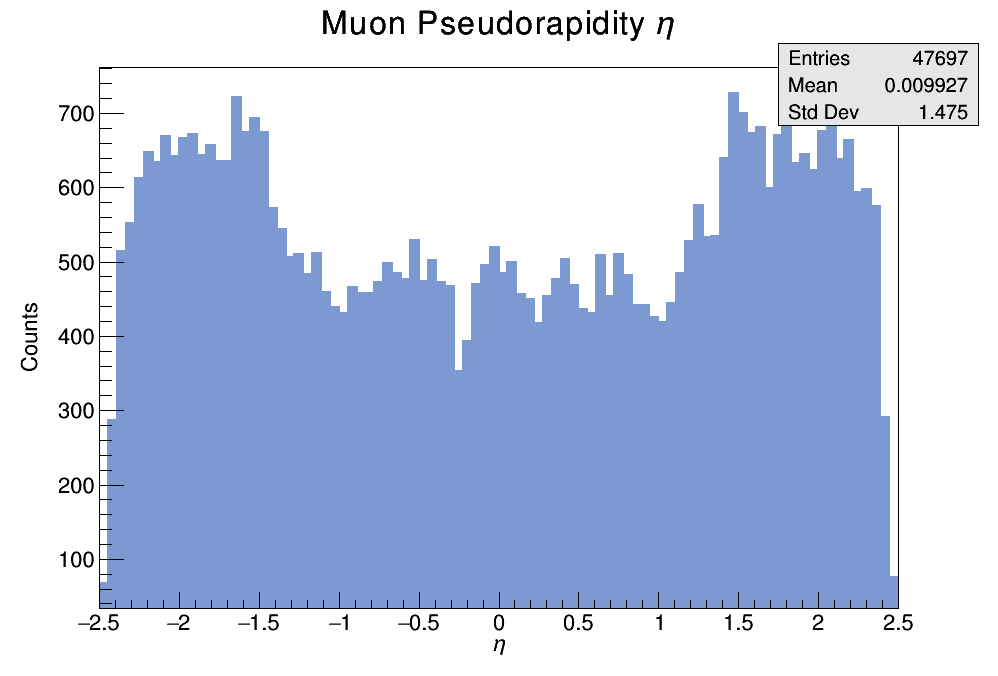 Muon Pseudorapidity η
Entries 47697
Mean 0.009927
Std Dev 1.475
700
600
500
400
300
200
100
Counts
−2.5 −2 −1.5 −1 −0.5 0 0.5 1 1.5 2 2.5
η